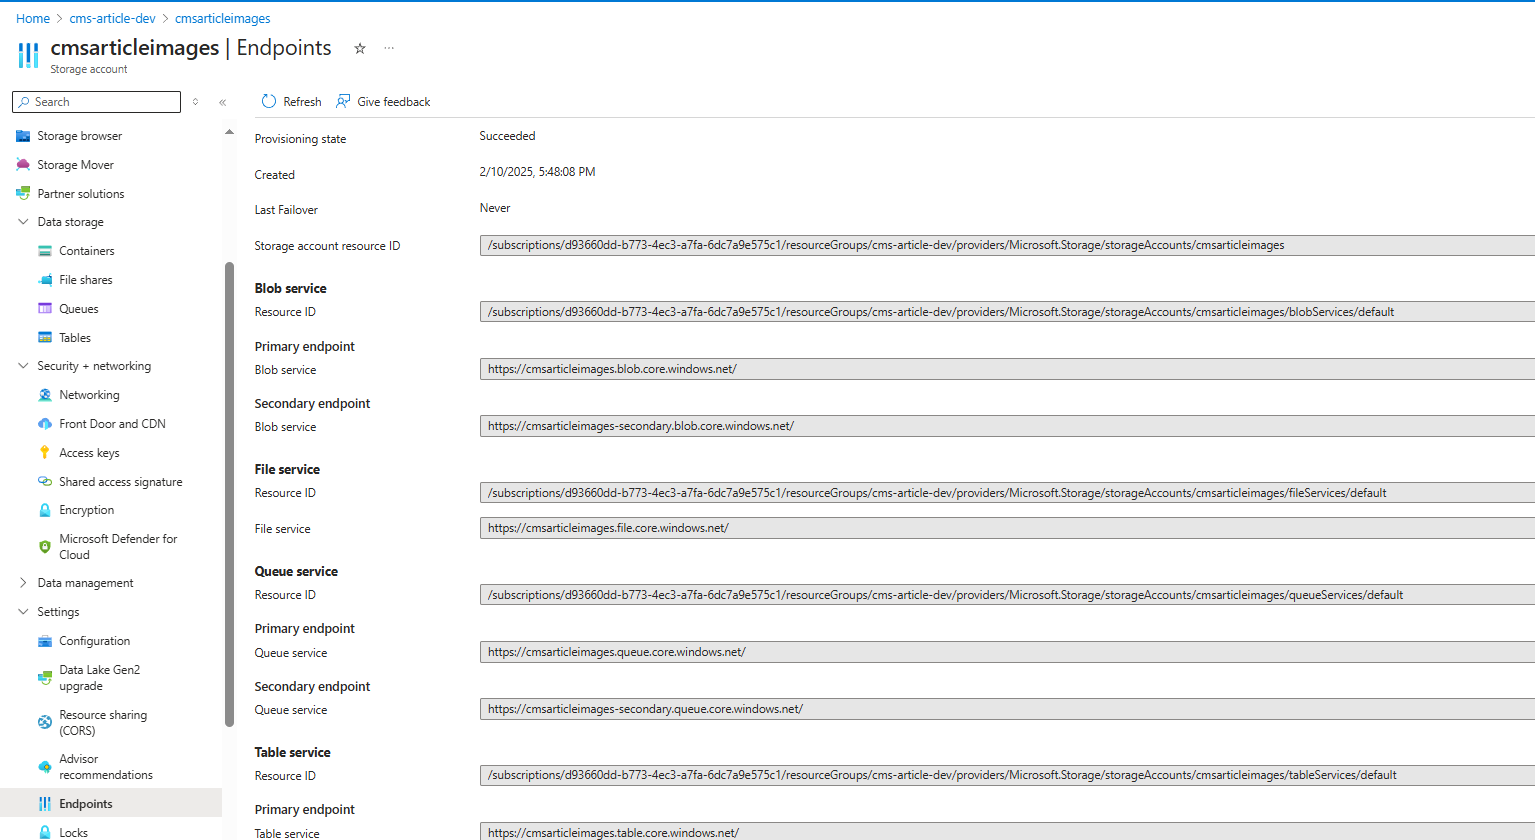 Home > cms-article-dev > cmsarticleimages
cmsarticleimages | Endpoints
Storage account
Search
Refresh
Give feedback
Storage browser
Storage Mover
Partner solutions
Data storage
Containers
File shares
Queues
Tables
Security + networking
Networking
Front Door and CDN
Access keys
Shared access signature
Encryption
Microsoft Defender for
Cloud
Data management
Settings
Configuration
Data Lake Gen2
upgrade
Resource sharing
(CORS)
Advisor
recommendations
Endpoints
Locks
Provisioning state Succeeded
Created 2/10/2025, 5:48:08 PM
Last Failover Never
Storage account resource ID /subscriptions/d93660dd-b773-4ec3-a7fa-6dc7a9e575c1/resourceGroups/cms-article-dev/providers/Microsoft.Storage/storageAccounts/cmsarticleimages
Blob service
Resource ID /subscriptions/d93660dd-b773-4ec3-a7fa-6dc7a9e575c1/resourceGroups/cms-article-dev/providers/Microsoft.Storage/storageAccounts/cmsarticleimages/blobServices/default
Primary endpoint
Blob service https://cmsarticleimages.blob.core.windows.net/
Secondary endpoint
Blob service https://cmsarticleimages-secondary.blob.core.windows.net/
File service
Resource ID /subscriptions/d93660dd-b773-4ec3-a7fa-6dc7a9e575c1/resourceGroups/cms-article-dev/providers/Microsoft.Storage/storageAccounts/cmsarticleimages/fileServices/default
File service https://cmsarticleimages.file.core.windows.net/
Queue service
Resource ID /subscriptions/d93660dd-b773-4ec3-a7fa-6dc7a9e575c1/resourceGroups/cms-article-dev/providers/Microsoft.Storage/storageAccounts/cmsarticleimages/queueServices/default
Primary endpoint
Queue service https://cmsarticleimages.queue.core.windows.net/
Secondary endpoint
Queue service https://cmsarticleimages-secondary.queue.core.windows.net/
Table service
Resource ID /subscriptions/d93660dd-b773-4ec3-a7fa-6dc7a9e575c1/resourceGroups/cms-article-dev/providers/Microsoft.Storage/storageAccounts/cmsarticleimages/tableServices/default
Primary endpoint
Table service https://cmsarticleimages.table.core.windows.net/